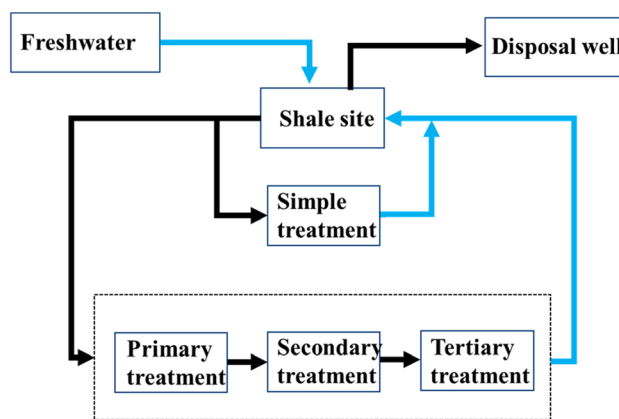 Freshwater
Disposal well
Shale site
Simple
treatment
Primary
treatment
Secondary
treatment
Tertiary
treatment